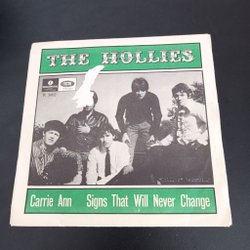 THE HOLLIES
Carrie Ann Signs That Will Never Change